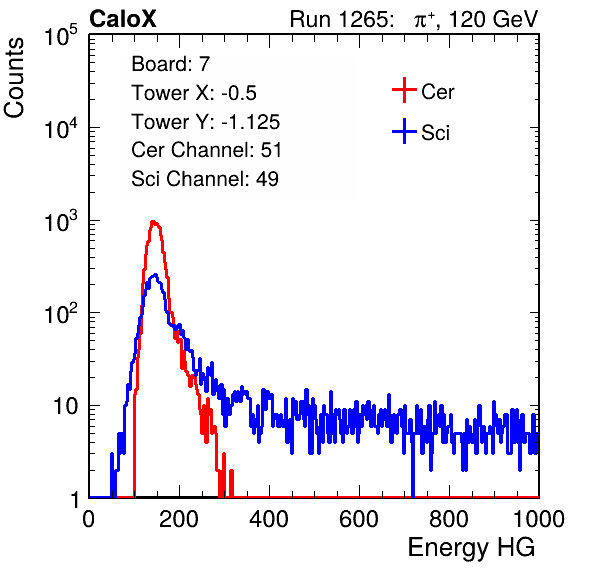 CaloX Run 1265: π⁺, 120 GeV
Counts
10⁵
10⁴
10³
10²
10
1
Board: 7
Tower X: -0.5
Tower Y: -1.125
Cer Channel: 51
Sci Channel: 49
Cer
Sci
0 200 400 600 800 1000
Energy HG